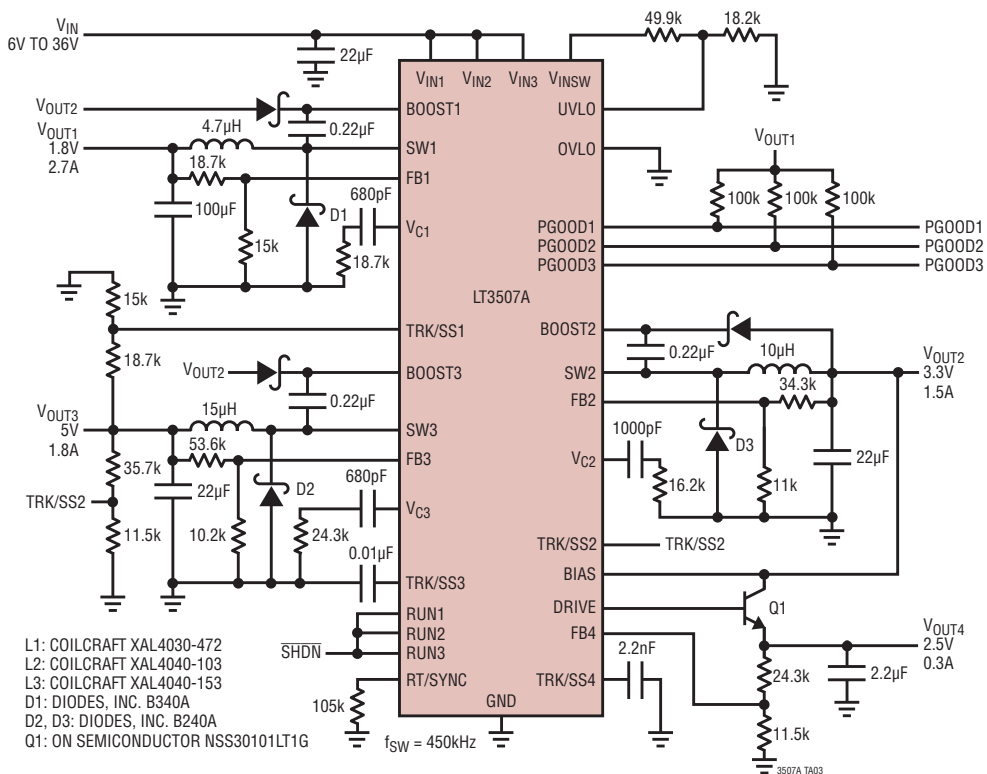 VIN
6V TO 36V
22µF
49.9k
18.2k
VIN1
VIN2
VIN3
VINSW
VOUT2
BOOST1
UVLO
VOUT1
1.8V
2.7A
4.7µH
0.22µF
SW1
OVLO
18.7k
FB1
VOUT1
100k
100k
100k
100µF
15k
D1
680pF
VC1
18.7k
PGOOD1
PGOOD2
PGOOD3
PGOOD1
PGOOD2
PGOOD3
LT3507A
15k
TRK/SS1
BOOST2
18.7k
VOUT2
BOOST3
0.22µF
10µH
SW2
VOUT2
3.3V
1.5A
VOUT3
5V
1.8A
15µH
0.22µF
SW3
34.3k
FB2
53.6k
FB3
1000pF
D3
35.7k
22µF
D2
680pF
VC2
16.2k
11k
22µF
TRK/SS2
11.5k
10.2k
24.3k
VC3
0.01µF
TRK/SS2
TRK/SS2
TRK/SS3
BIAS
RUN1
RUN2
RUN3
SHDN
DRIVE
Q1
FB4
VOUT4
2.5V
0.3A
RT/SYNC
2.2nF
TRK/SS4
24.3k
2.2µF
105k
GND
11.5k
fSW = 450kHz
L1: COILCRAFT XAL4030-472
L2: COILCRAFT XAL4040-103
L3: COILCRAFT XAL4040-153
D1: DIODES, INC. B340A
D2, D3: DIODES, INC. B240A
Q1: ON SEMICONDUCTOR NSS30101LT1G
3507A TA03